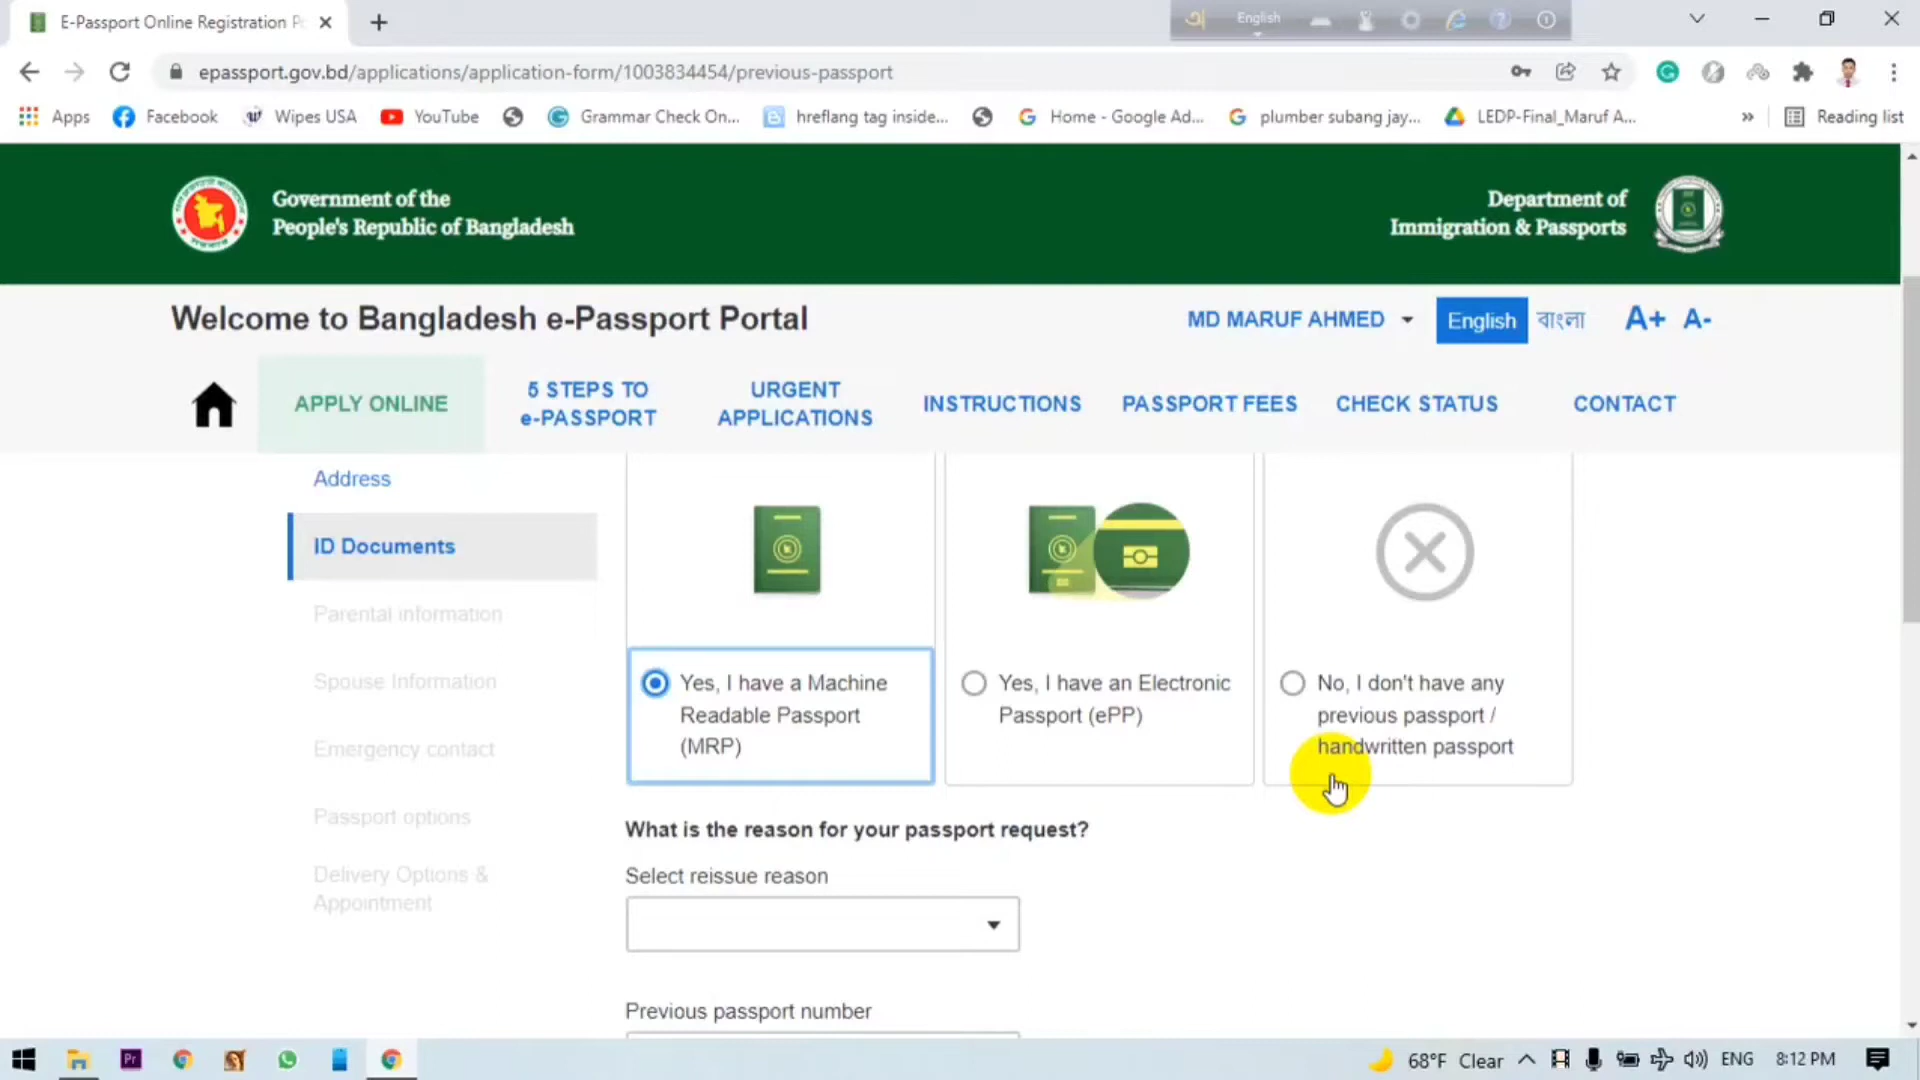 E-Passport Online Registration
English
epassport.gov.bd/applications/application-form/1003834454/previous-passport
Apps
Facebook
Wipes USA
YouTube
Grammar Check On...
hreflang tag inside...
Home - Google Ad...
plumber subang jay...
LEDP-Final_Maruf A...
»
Reading list
Government of the
People's Republic of Bangladesh
Department of
Immigration & Passports
Welcome to Bangladesh e-Passport Portal
MD MARUF AHMED
English
বাংলা
A+
A-
APPLY ONLINE
5 STEPS TO
e-PASSPORT
URGENT
APPLICATIONS
INSTRUCTIONS
PASSPORT FEES
CHECK STATUS
CONTACT
Address
ID Documents
Parental information
Spouse Information
Emergency contact
Passport options
Delivery Options &
Appointment
Yes, I have a Machine
Readable Passport
(MRP)
Yes, I have an Electronic
Passport (ePP)
No, I don't have any
previous passport /
handwritten passport
What is the reason for your passport request?
Select reissue reason
Previous passport number
Pr
68°F Clear
ENG
8:12 PM